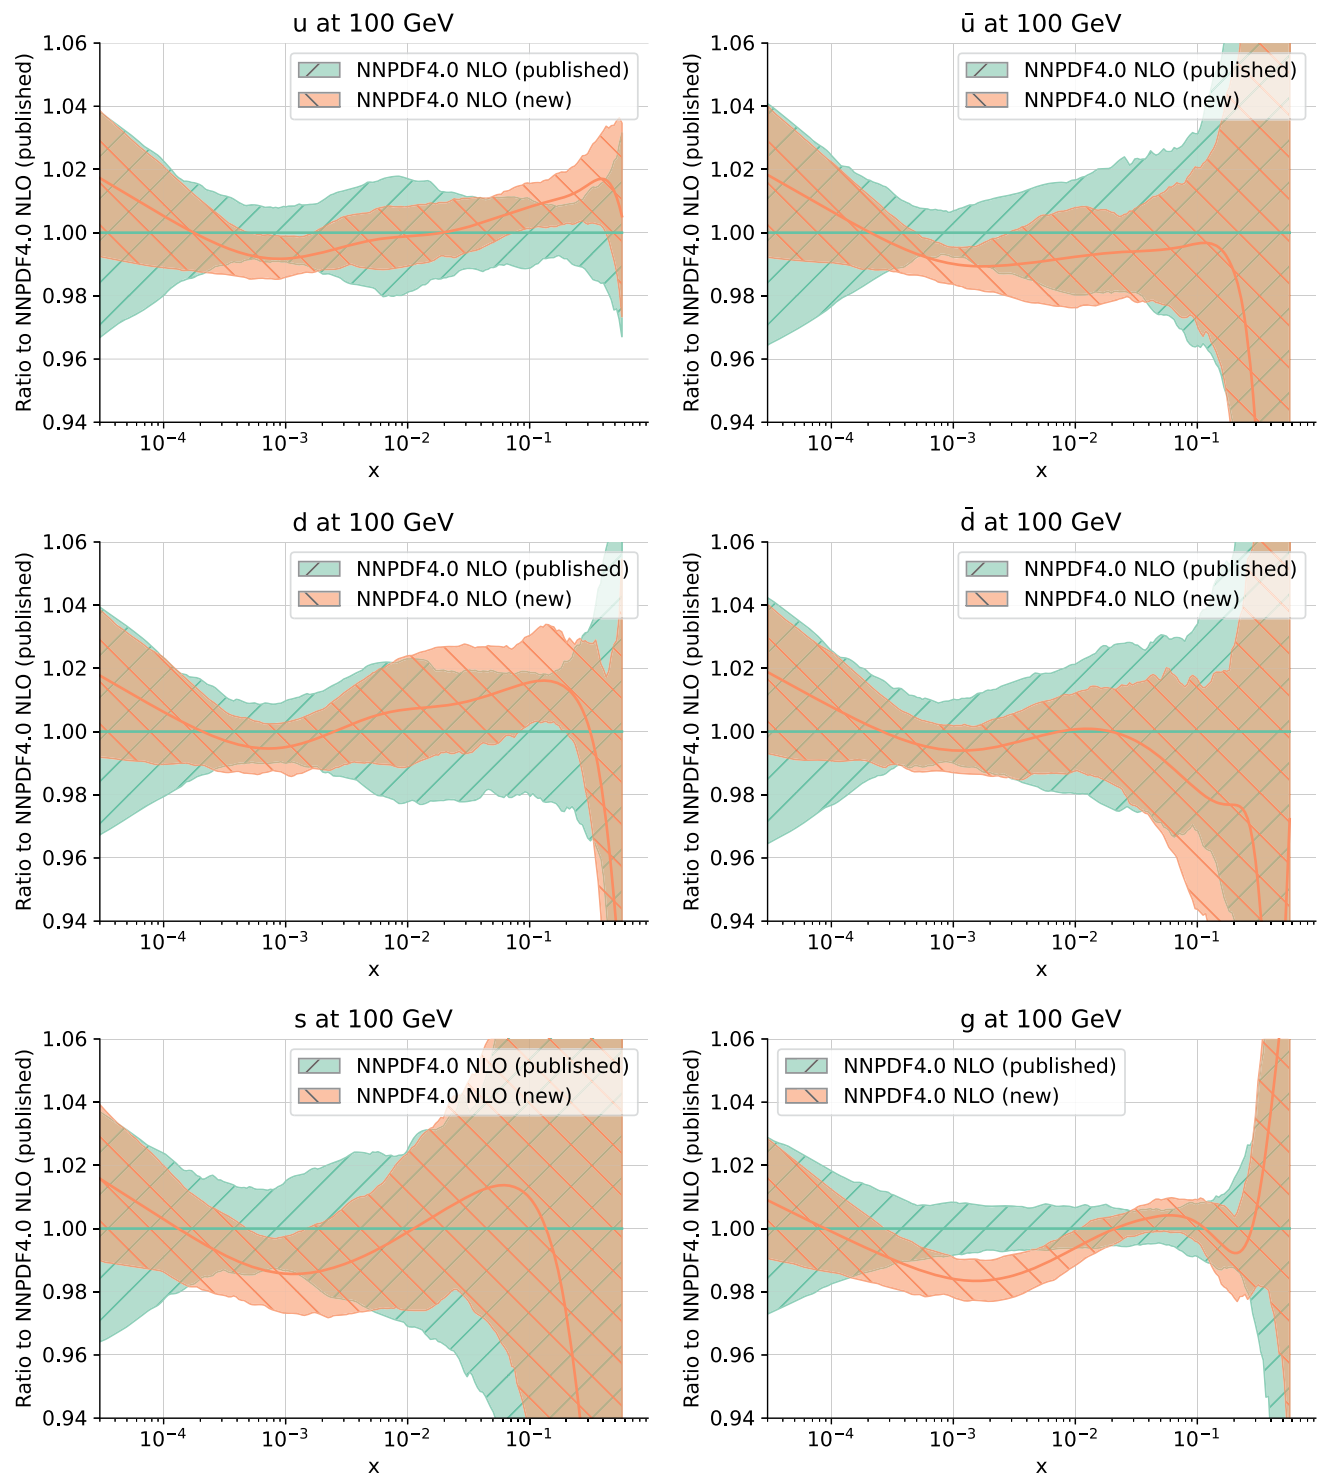 u at 100 GeV
Ratio to NNPDF4.0 NLO (published)
1.06
1.04
1.02
1.00
0.98
0.96
0.94
NNPDF4.0 NLO (published)
NNPDF4.0 NLO (new)
10⁻⁴ 10⁻³ 10⁻² 10⁻¹
x
ū at 100 GeV
Ratio to NNPDF4.0 NLO (published)
1.06
1.04
1.02
1.00
0.98
0.96
0.94
NNPDF4.0 NLO (published)
NNPDF4.0 NLO (new)
10⁻⁴ 10⁻³ 10⁻² 10⁻¹
x
d at 100 GeV
Ratio to NNPDF4.0 NLO (published)
1.06
1.04
1.02
1.00
0.98
0.96
0.94
NNPDF4.0 NLO (published)
NNPDF4.0 NLO (new)
10⁻⁴ 10⁻³ 10⁻² 10⁻¹
x
d̄ at 100 GeV
Ratio to NNPDF4.0 NLO (published)
1.06
1.04
1.02
1.00
0.98
0.96
0.94
NNPDF4.0 NLO (published)
NNPDF4.0 NLO (new)
10⁻⁴ 10⁻³ 10⁻² 10⁻¹
x
s at 100 GeV
Ratio to NNPDF4.0 NLO (published)
1.06
1.04
1.02
1.00
0.98
0.96
0.94
NNPDF4.0 NLO (published)
NNPDF4.0 NLO (new)
10⁻⁴ 10⁻³ 10⁻² 10⁻¹
x
g at 100 GeV
Ratio to NNPDF4.0 NLO (published)
1.06
1.04
1.02
1.00
0.98
0.96
0.94
NNPDF4.0 NLO (published)
NNPDF4.0 NLO (new)
10⁻⁴ 10⁻³ 10⁻² 10⁻¹
x